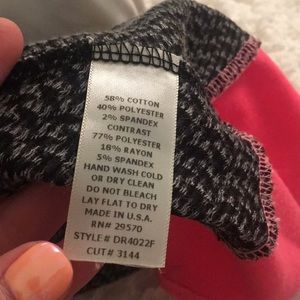 58% COTTON
40% POLYESTER
2% SPANDEX
CONTRAST
77% POLYESTER
18% RAYON
5% SPANDEX
HAND WASH COLD
OR DRY CLEAN
DO NOT BLEACH
LAY FLAT TO DRY
MADE IN U.S.A.
RN# 29570
STYLE# DR4022F
CUT# 3144